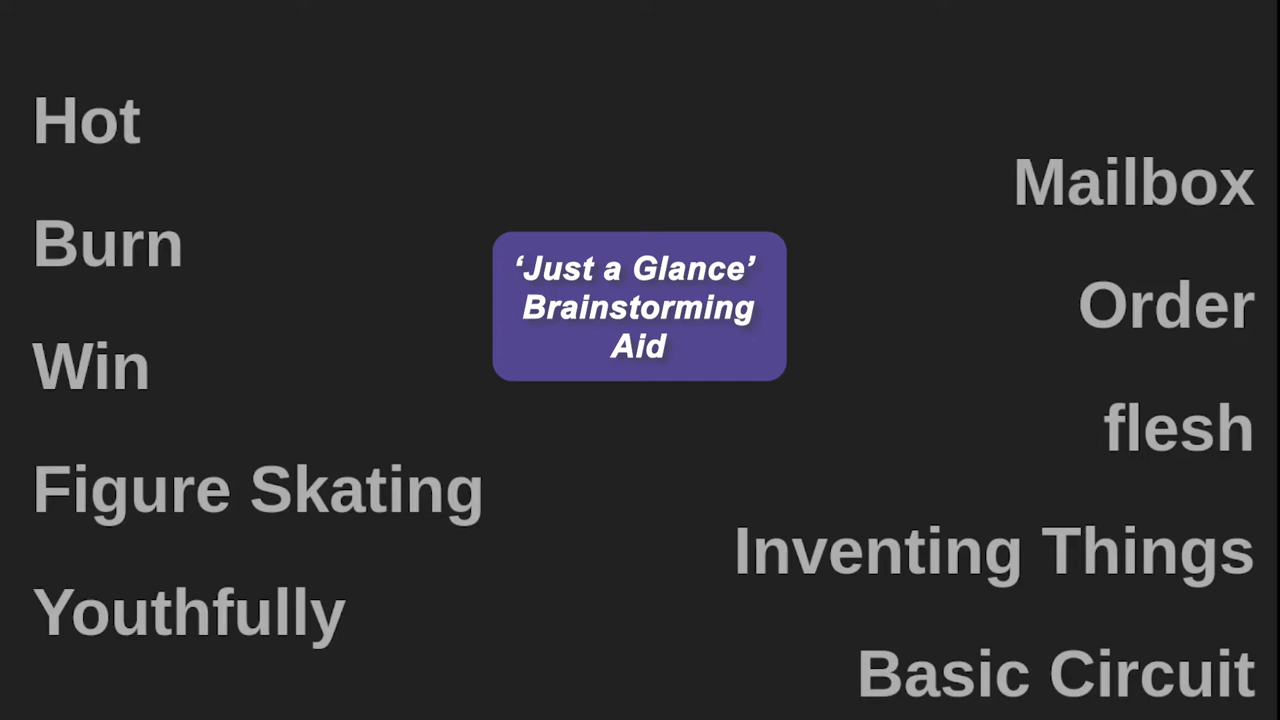 Hot
Burn
Win
Figure Skating
Youthfully
‘Just a Glance’
Brainstorming
Aid
Mailbox
Order
flesh
Inventing Things
Basic Circuit